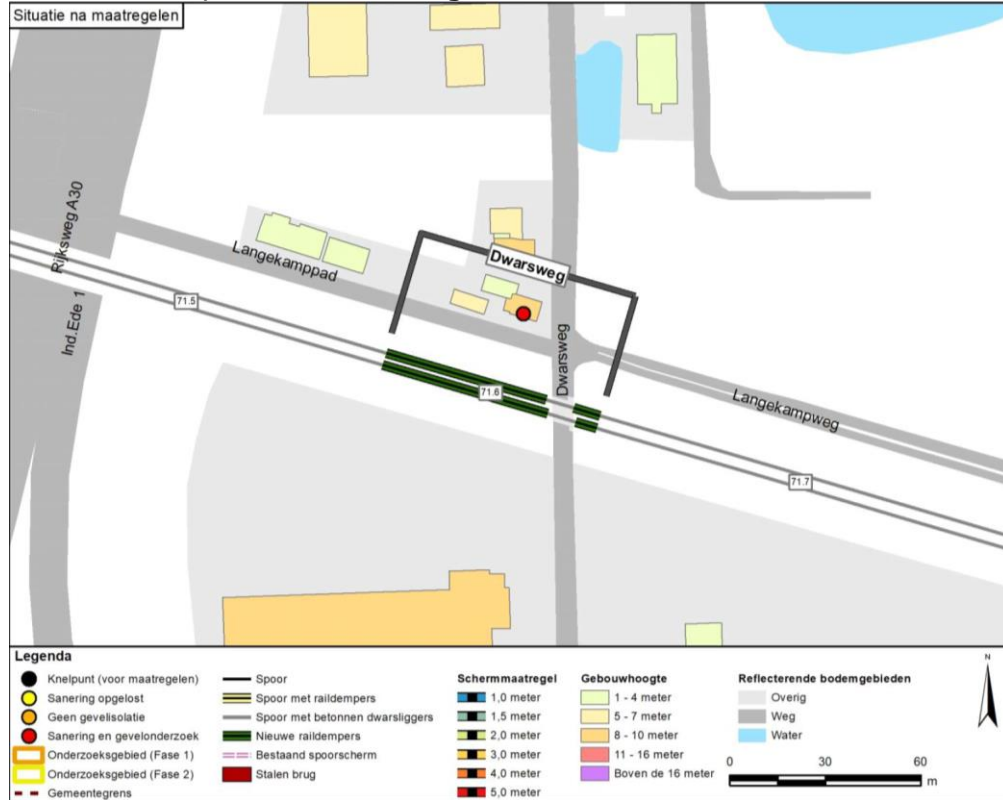 Situatie na maatregelen
Rijksweg A30
Ind.Ede 1
Langekamppad
71.5
Dwarsweg
Dwarsweg
71.6
Langekampweg
71.7
Legenda
Knelpunt (voor maatregelen)
Sanering opgelost
Geen gevelisolatie
Sanering en gevelonderzoek
Onderzoeksgebied (Fase 1)
Onderzoeksgebied (Fase 2)
Gemeentegrens
Spoor
Spoor met raildempers
Spoor met betonnen dwarsliggers
Nieuwe raildempers
Bestaand spoorscherm
Stalen brug
Schermmaatregel
1,0 meter
1,5 meter
2,0 meter
3,0 meter
4,0 meter
5,0 meter
Gebouwhoogte
1 - 4 meter
5 - 7 meter
8 - 10 meter
11 - 16 meter
Boven de 16 meter
Reflecterende bodemgebieden
Overig
Weg
Water
N
0 30 60
m